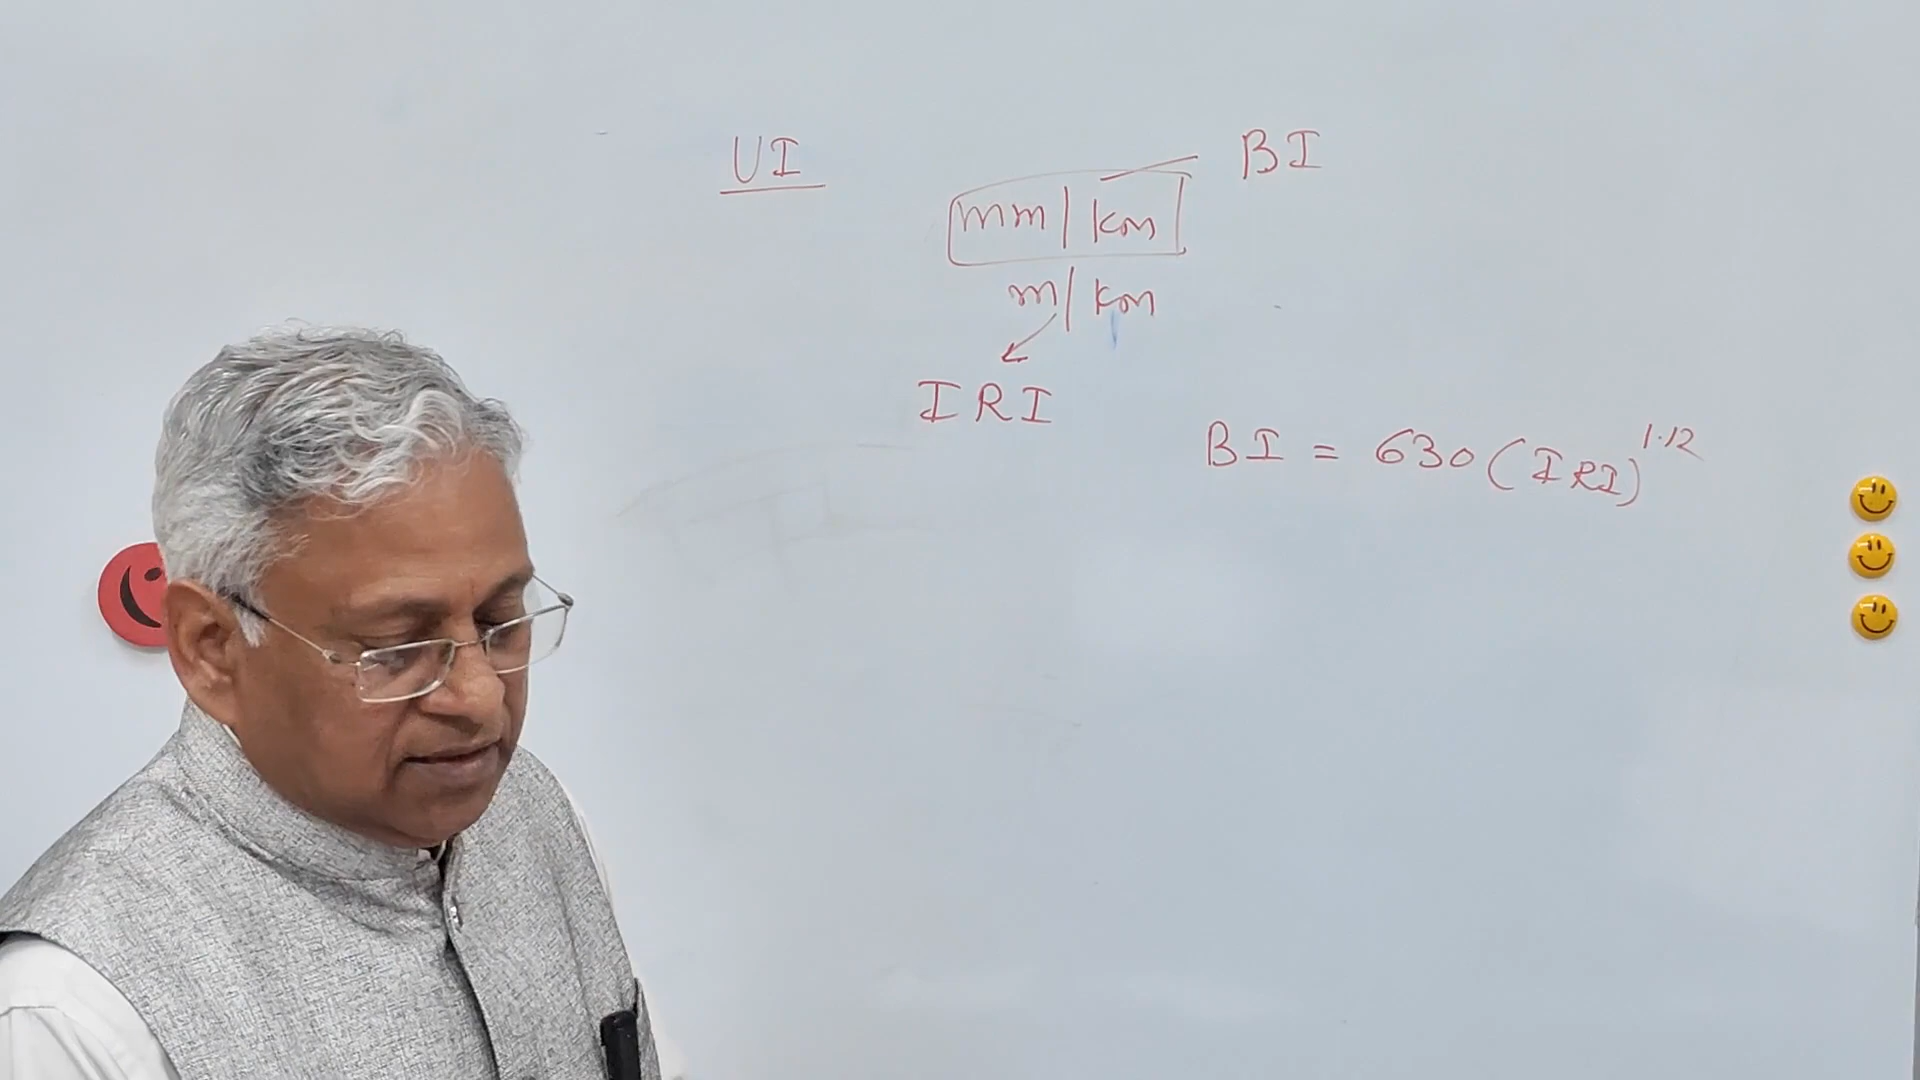 UI
BI
mm | km
m | km
IRI
BI = 630 (IRI)^1.12